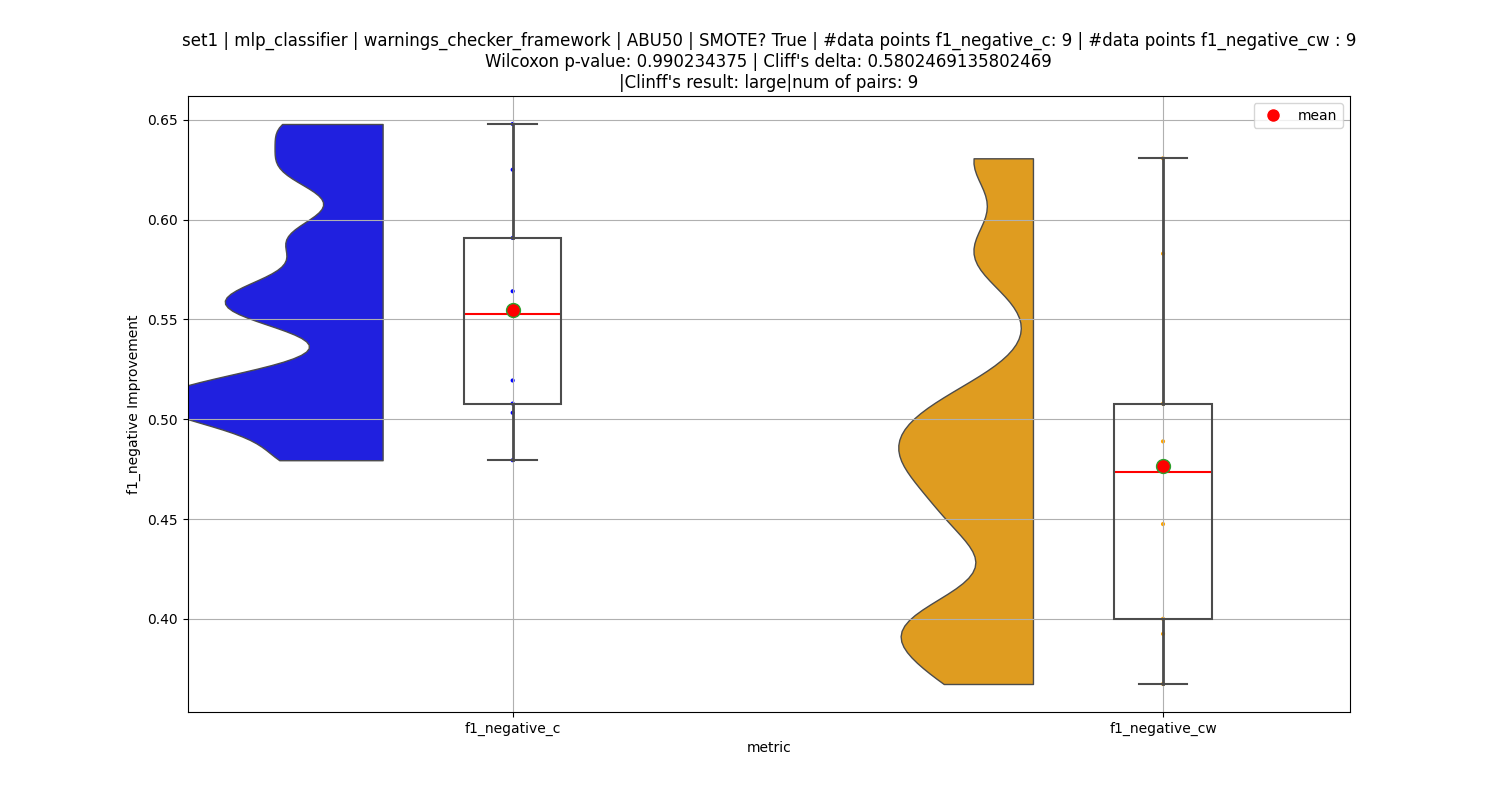 set1 | mlp_classifier | warnings_checker_framework | ABU50 | SMOTE? True | #data points f1_negative_c: 9 | #data points f1_negative_cw : 9
Wilcoxon p-value: 0.990234375 | Cliff's delta: 0.5802469135802469
|Clinff's result: large|num of pairs: 9
mean
0.65
0.60
0.55
0.50
0.45
0.40
f1_negative Improvement
f1_negative_c
f1_negative_cw
metric